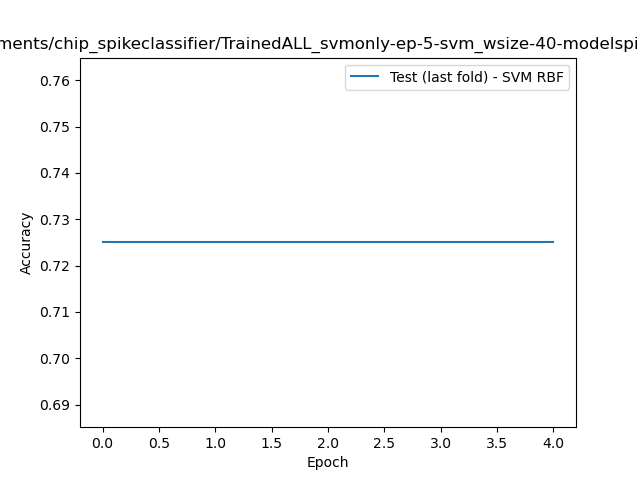 ments/chip_spikeclassifier/TrainedALL_svmonly-ep-5-svm_wsize-40-modelspi
Test (last fold) - SVM RBF
0.76
0.75
0.74
0.73
0.72
0.71
0.70
0.69
Accuracy
0.0 0.5 1.0 1.5 2.0 2.5 3.0 3.5 4.0
Epoch